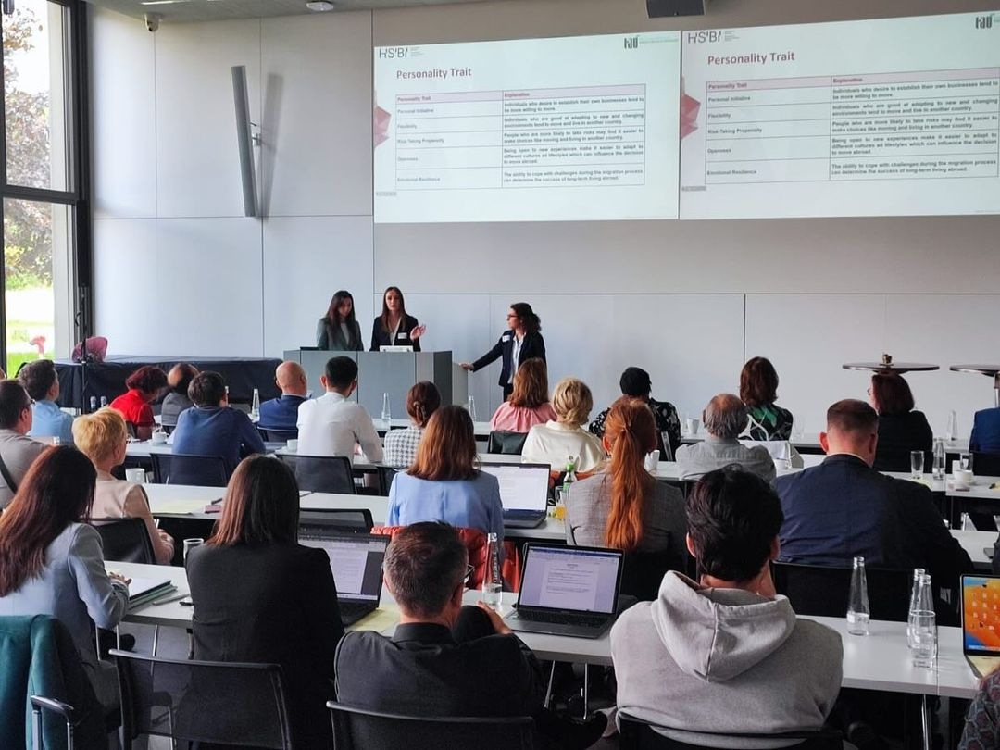 HSBI
TAU
Personality Trait
Personality Trait
Explanation
Personal Initiative
Individuals who desire to establish their own businesses tend to
be more willing to move.
Flexibility
Individuals who are good at adapting to new and changing
environments tend to move and live in another country.
Risk-Taking Propensity
People who are more likely to take risks may find it easier to
make choices like moving and living in another country.
Openness
Being open to new experiences make it easier to adapt to
different cultures ad lifestyles which can influence the decision
to move abroad.
Emotional Resilience
The ability to cope with challenges during the migration process
can determine the success of long-term living abroad.
HSBI
TAU
Personality Trait
Personality Trait
Explanation
Personal Initiative
Individuals who desire to establish their own businesses tend to
be more willing to move.
Flexibility
Individuals who are good at adapting to new and changing
environments tend to move and live in another country.
Risk-Taking Propensity
People who are more likely to take risks may find it easier to
make choices like moving and living in another country.
Openness
Being open to new experiences make it easier to adapt to
different cultures ad lifestyles which can influence the decision
to move abroad.
Emotional Resilience
The ability to cope with challenges during the migration process
can determine the success of long-term living abroad.